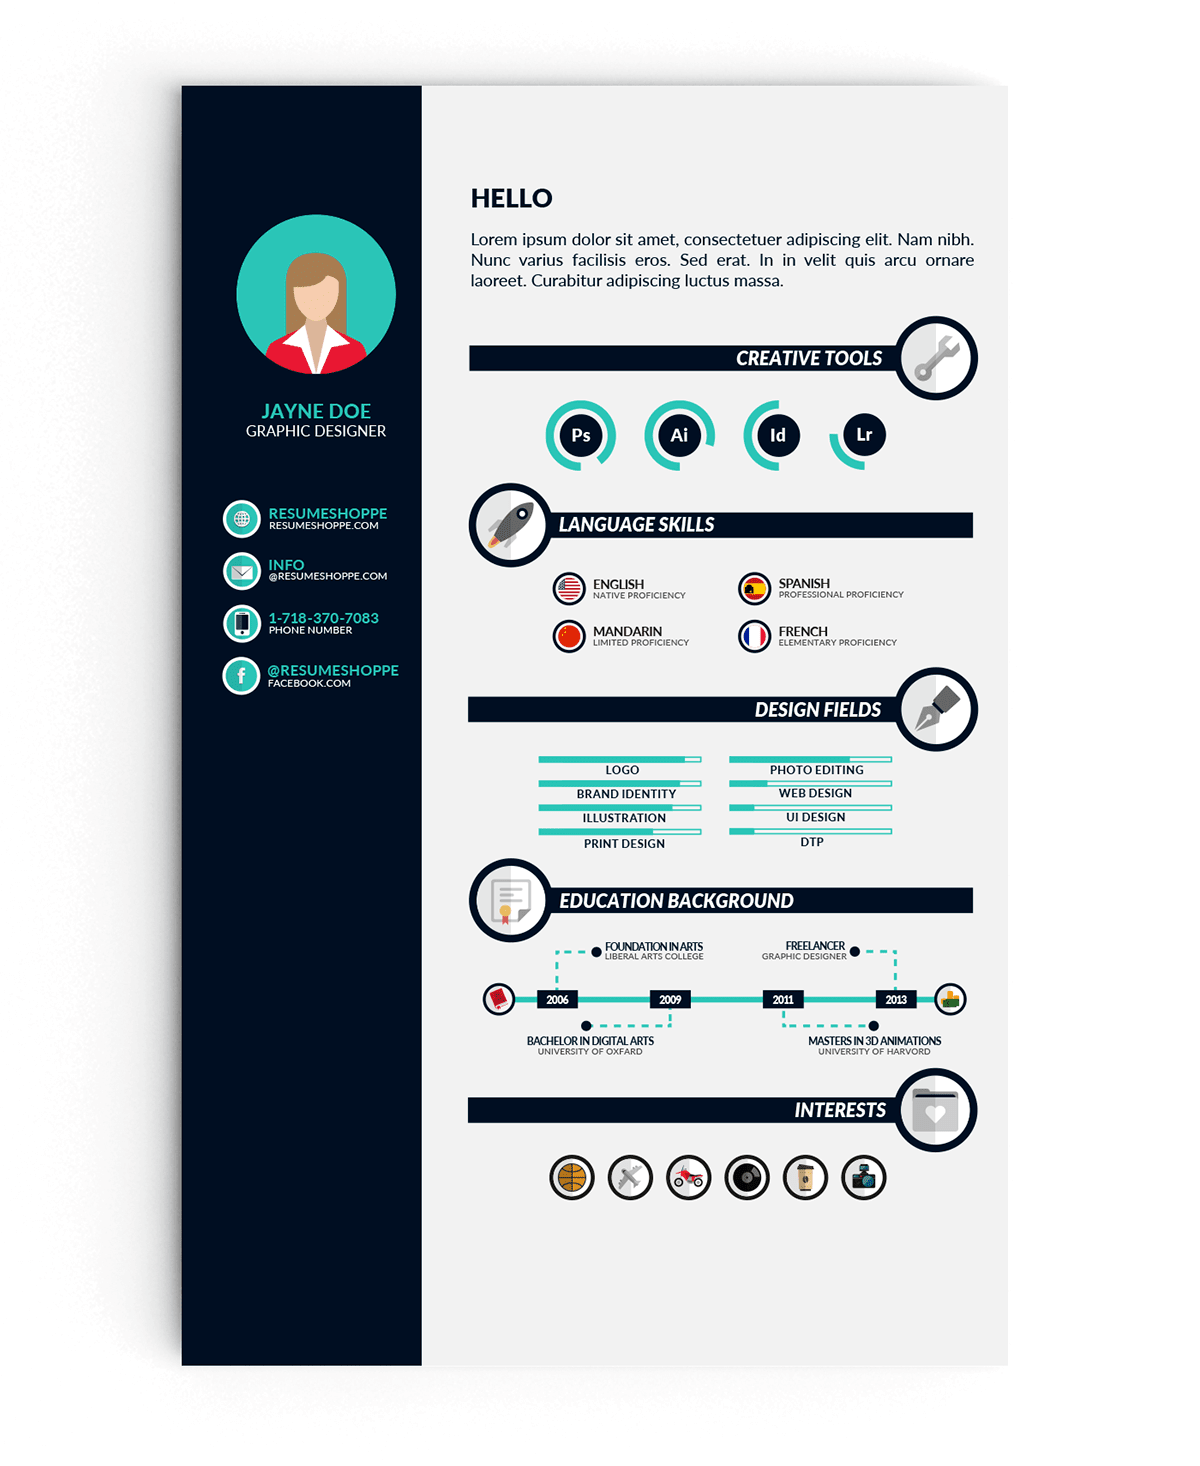 JAYNE DOE
GRAPHIC DESIGNER
RESUMESHOPPE
RESUMESHOPPE.COM
INFO
@RESUMESHOPPE.COM
1-718-370-7083
PHONE NUMBER
f
@RESUMESHOPPE
FACEBOOK.COM
HELLO
Lorem ipsum dolor sit amet, consectetuer adipiscing elit. Nam nibh.
Nunc varius facilisis eros. Sed erat. In in velit quis arcu ornare
laoreet. Curabitur adipiscing luctus massa.
CREATIVE TOOLS
Ps Ai Id Lr
LANGUAGE SKILLS
ENGLISH
NATIVE PROFICIENCY
SPANISH
PROFESSIONAL PROFICIENCY
MANDARIN
LIMITED PROFICIENCY
FRENCH
ELEMENTARY PROFICIENCY
DESIGN FIELDS
LOGO
BRAND IDENTITY
ILLUSTRATION
PRINT DESIGN
PHOTO EDITING
WEB DESIGN
UI DESIGN
DTP
EDUCATION BACKGROUND
FOUNDATION IN ARTS
LIBERAL ARTS COLLEGE
FREELANCER
GRAPHIC DESIGNER
2006 2009 2011 2013
BACHELOR IN DIGITAL ARTS
UNIVERSITY OF OXFARD
MASTERS IN 3D ANIMATIONS
UNIVERSITY OF HARVORD
INTERESTS